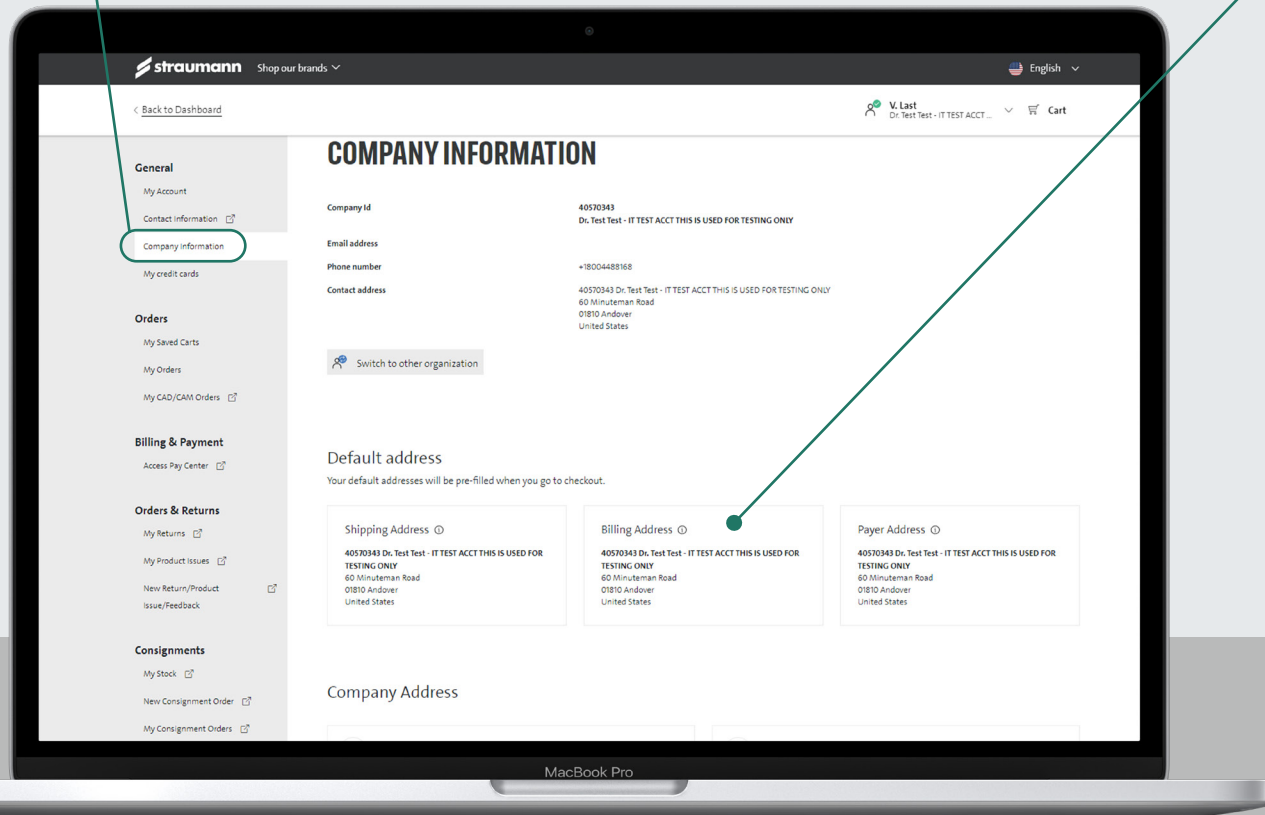 straumann Shop our brands English
Back to Dashboard
V. Last
Dr. Test Test - IT TEST ACCT ...
Cart
General
My Account
Contact Information
Company Information
My credit cards
Orders
My Saved Carts
My Orders
My CAD/CAM Orders
Billing & Payment
Access Pay Center
Orders & Returns
My Returns
My Product Issues
New Return/Product
Issue/Feedback
Consignments
My Stock
New Consignment Order
My Consignment Orders
COMPANY INFORMATION
Company Id 40570343
Dr. Test Test - IT TEST ACCT THIS IS USED FOR TESTING ONLY
Email address
Phone number +18004488168
Contact address 40570343 Dr. Test Test - IT TEST ACCT THIS IS USED FOR TESTING ONLY
60 Minuteman Road
01810 Andover
United States
Switch to other organization
Default address
Your default addresses will be pre-filled when you go to checkout.
Shipping Address
40570343 Dr. Test Test - IT TEST ACCT THIS IS USED FOR
TESTING ONLY
60 Minuteman Road
01810 Andover
United States
Billing Address
40570343 Dr. Test Test - IT TEST ACCT THIS IS USED FOR
TESTING ONLY
60 Minuteman Road
01810 Andover
United States
Payer Address
40570343 Dr. Test Test - IT TEST ACCT THIS IS USED FOR
TESTING ONLY
60 Minuteman Road
01810 Andover
United States
Company Address
MacBook Pro